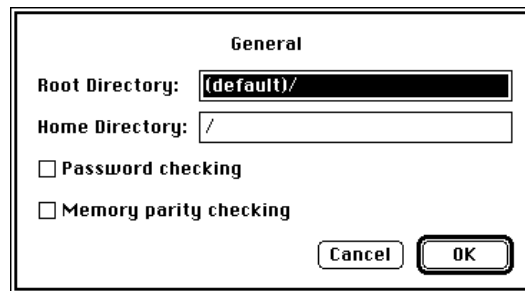 General
Root Directory: (default)/
Home Directory: /
Password checking
Memory parity checking
Cancel OK